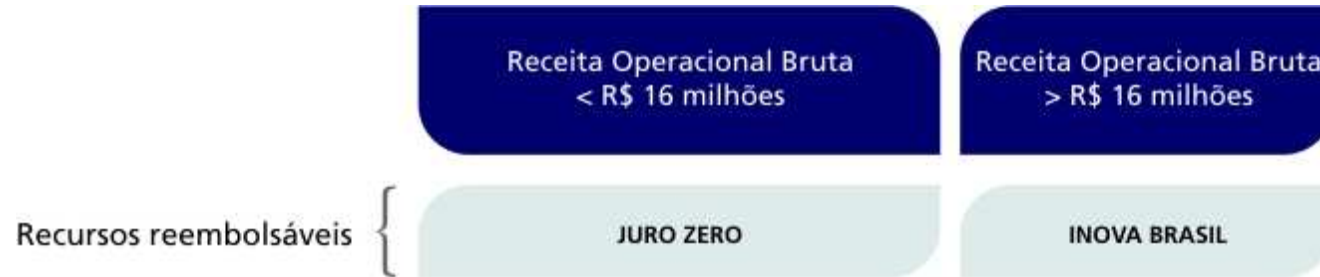 Receita Operacional Bruta
< R$ 16 milhões
Receita Operacional Bruta
> R$ 16 milhões
Recursos reembolsáveis
JURO ZERO
INOVA BRASIL